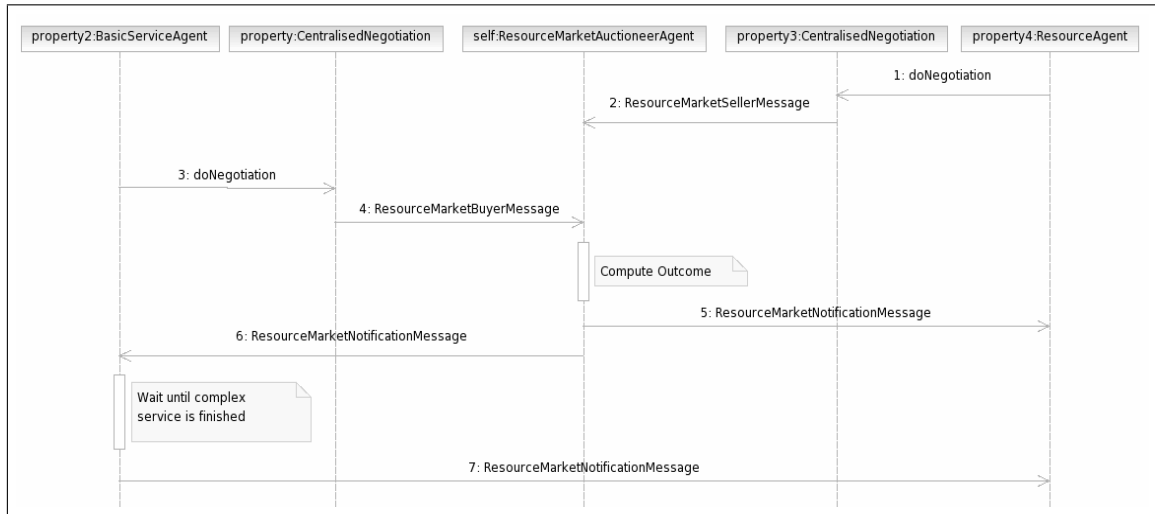 property2:BasicServiceAgent
property:CentralisedNegotiation
self:ResourceMarketAuctioneerAgent
property3:CentralisedNegotiation
property4:ResourceAgent
1: doNegotiation
2: ResourceMarketSellerMessage
3: doNegotiation
4: ResourceMarketBuyerMessage
Compute Outcome
5: ResourceMarketNotificationMessage
6: ResourceMarketNotificationMessage
Wait until complex
service is finished
7: ResourceMarketNotificationMessage